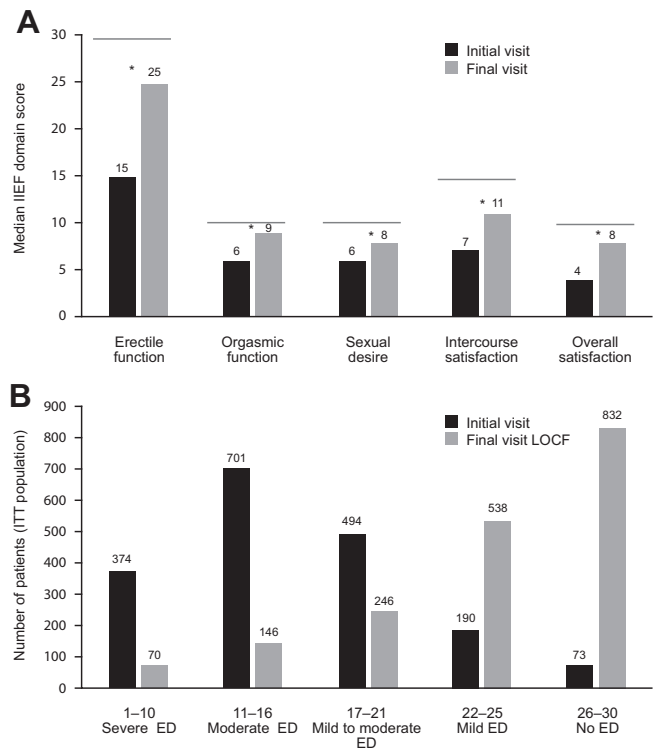 A
Median IIEF domain score
30
25
20
15
10
5
0
Initial visit
Final visit
15
* 25
6
* 9
6
* 8
7
* 11
4
* 8
Erectile function
Orgasmic function
Sexual desire
Intercourse satisfaction
Overall satisfaction
B
Number of patients (ITT population)
900
800
700
600
500
400
300
200
100
0
Initial visit
Final visit LOCF
374
70
701
146
494
246
190
538
73
832
1–10
Severe ED
11–16
Moderate ED
17–21
Mild to moderate
ED
22–25
Mild ED
26–30
No ED